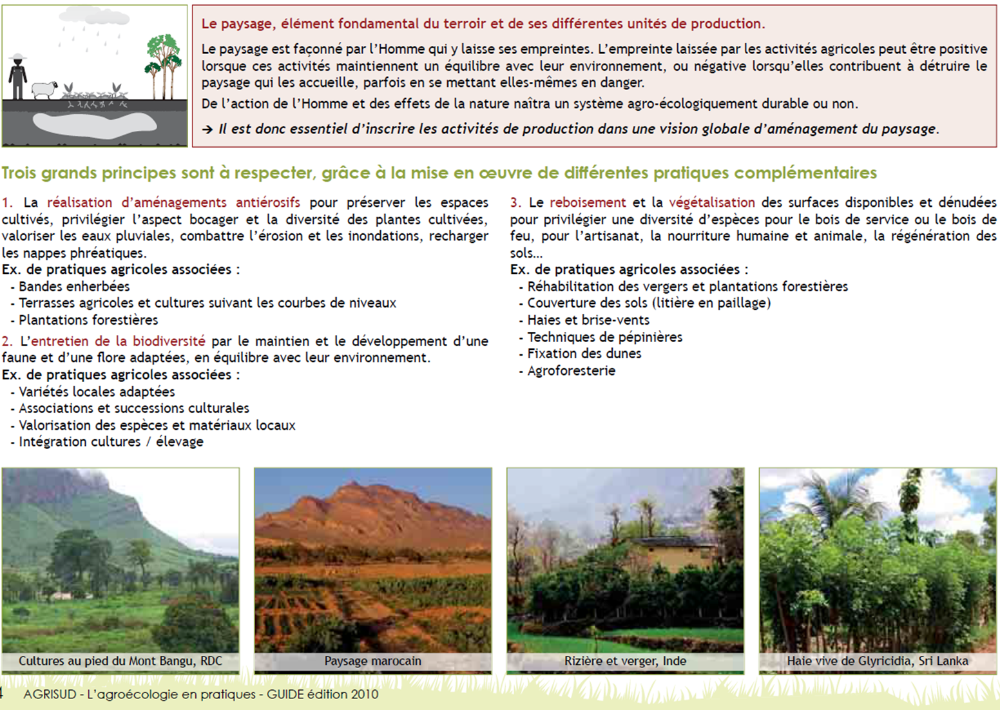 Le paysage, élément fondamental du terroir et de ses différentes unités de production.
Le paysage est façonné par l'Homme qui y laisse ses empreintes. L'empreinte laissée par les activités agricoles peut être positive
lorsque ces activités maintiennent un équilibre avec leur environnement, ou négative lorsqu'elles contribuent à détruire le
paysage qui les accueille, parfois en se mettant elles-mêmes en danger.
De l'action de l'Homme et des effets de la nature naîtra un système agro-écologiquement durable ou non.
→ Il est donc essentiel d'inscrire les activités de production dans une vision globale d'aménagement du paysage.
Trois grands principes sont à respecter, grâce à la mise en œuvre de différentes pratiques complémentaires
1. La réalisation d'aménagements antiérosifs pour préserver les espaces
cultivés, privilégier l'aspect bocager et la diversité des plantes cultivées,
valoriser les eaux pluviales, combattre l'érosion et les inondations, recharger
les nappes phréatiques.
Ex. de pratiques agricoles associées :
- Bandes enherbées
- Terrasses agricoles et cultures suivant les courbes de niveaux
- Plantations forestières
2. L'entretien de la biodiversité par le maintien et le développement d'une
faune et d'une flore adaptées, en équilibre avec leur environnement.
Ex. de pratiques agricoles associées :
- Variétés locales adaptées
- Associations et successions culturales
- Valorisation des espèces et matériaux locaux
- Intégration cultures / élevage
3. Le reboisement et la végétalisation des surfaces disponibles et dénudées
pour privilégier une diversité d'espèces pour le bois de service ou le bois de
feu, pour l'artisanat, la nourriture humaine et animale, la régénération des
sols...
Ex. de pratiques agricoles associées :
- Réhabilitation des vergers et plantations forestières
- Couverture des sols (litière en paillage)
- Haies et brise-vents
- Techniques de pépinières
- Fixation des dunes
- Agroforesterie
Cultures au pied du Mont Bangu, RDC
Paysage marocain
Rizière et verger, Inde
Haie vive de Glyricidia, Sri Lanka
4 AGRISUD - L'agroécologie en pratiques - GUIDE édition 2010